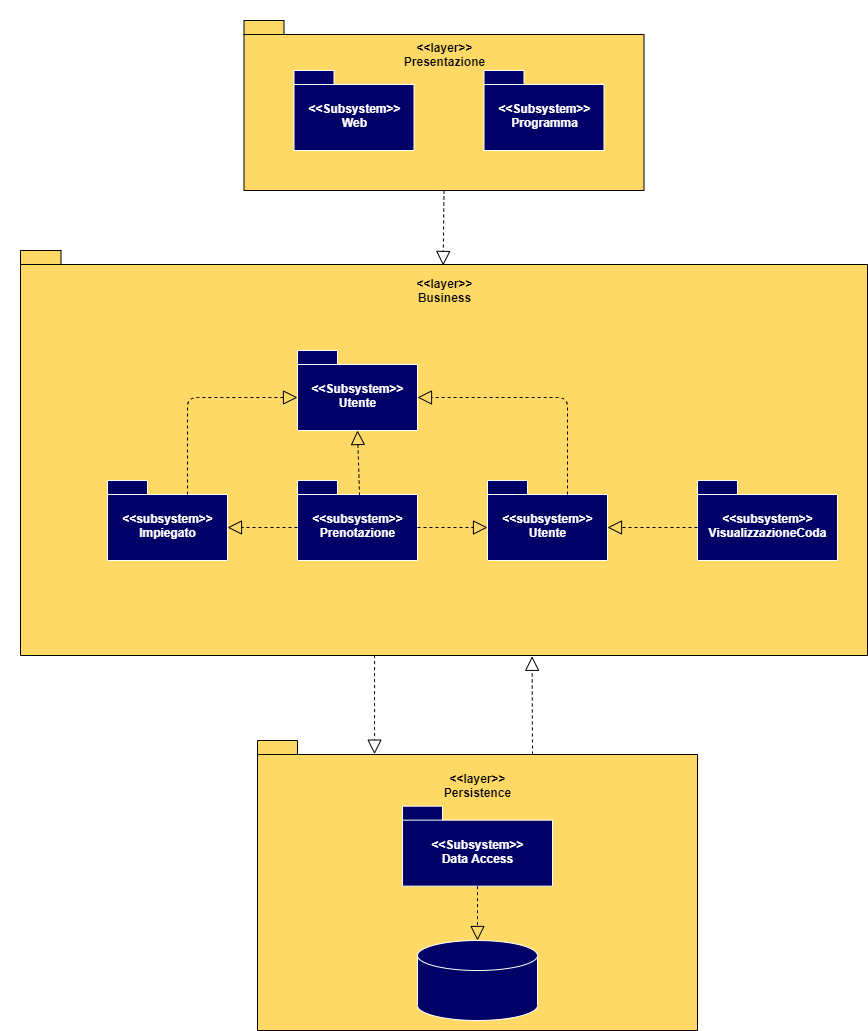 <<layer>>
Presentazione
<<Subsystem>>
Web
<<Subsystem>>
Programma
<<layer>>
Business
<<Subsystem>>
Utente
<<subsystem>>
Impiegato
<<subsystem>>
Prenotazione
<<subsystem>>
Utente
<<subsystem>>
VisualizzazioneCoda
<<layer>>
Persistence
<<Subsystem>>
Data Access